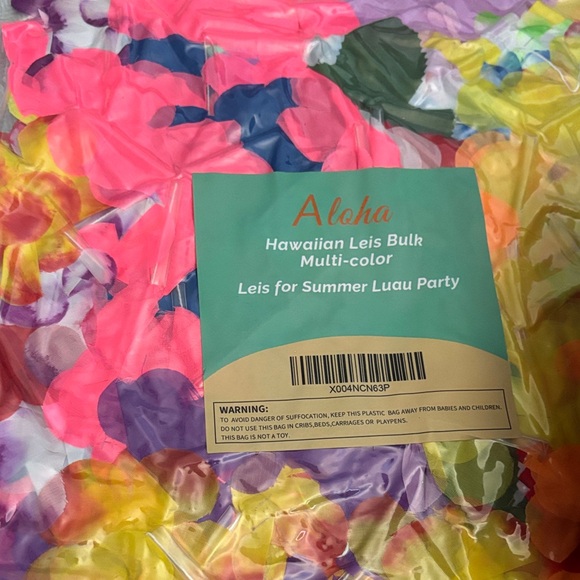 Aloha
Hawaiian Leis Bulk
Multi-color
Leis for Summer Luau Party
X004NCN63P
WARNING:
TO AVOID DANGER OF SUFFOCATION, KEEP THIS PLASTIC BAG AWAY FROM BABIES AND CHILDREN.
DO NOT USE THIS BAG IN CRIBS,BEDS,CARRIAGES OR PLAYPENS.
THIS BAG IS NOT A TOY.